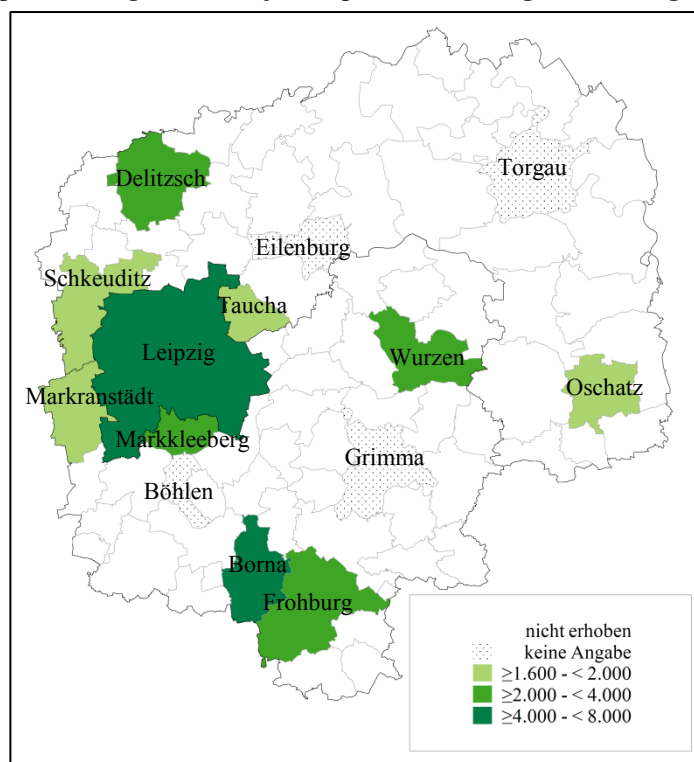 Torgau
Delitzsch
Eilenburg
Schkeuditz
Taucha
Leipzig
Wurzen
Oschatz
Markranstädt
Markkleeberg
Grimma
Böhlen
Borna
Frohburg
nicht erhoben
keine Angabe
≥1.600 - < 2.000
≥2.000 - < 4.000
≥4.000 - < 8.000